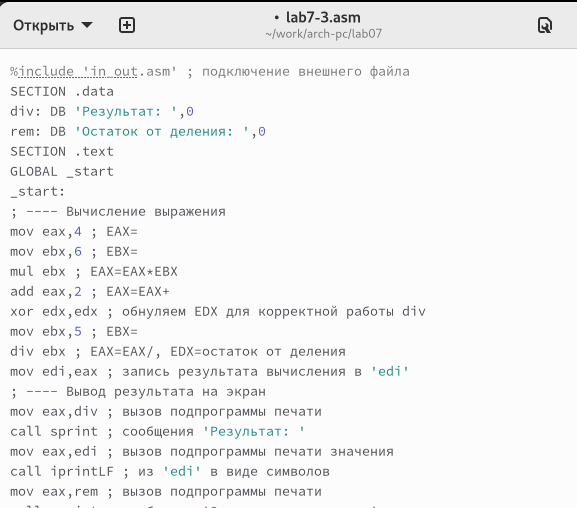 Открыть
• lab7-3.asm
~/work/arch-pc/lab07
%include 'in_out.asm' ; подключение внешнего файла
SECTION .data
div: DB 'Результат: ',0
rem: DB 'Остаток от деления: ',0
SECTION .text
GLOBAL _start
_start:
; ---- Вычисление выражения
mov eax,4 ; EAX=
mov ebx,6 ; EBX=
mul ebx ; EAX=EAX*EBX
add eax,2 ; EAX=EAX+
xor edx,edx ; обнуляем EDX для корректной работы div
mov ebx,5 ; EBX=
div ebx ; EAX=EAX/, EDX=остаток от деления
mov edi,eax ; запись результата вычисления в 'edi'
; ---- Вывод результата на экран
mov eax,div ; вызов подпрограммы печати
call sprint ; сообщения 'Результат: '
mov eax,edi ; вызов подпрограммы печати значения
call iprintLF ; из 'edi' в виде символов
mov eax,rem ; вызов подпрограммы печати